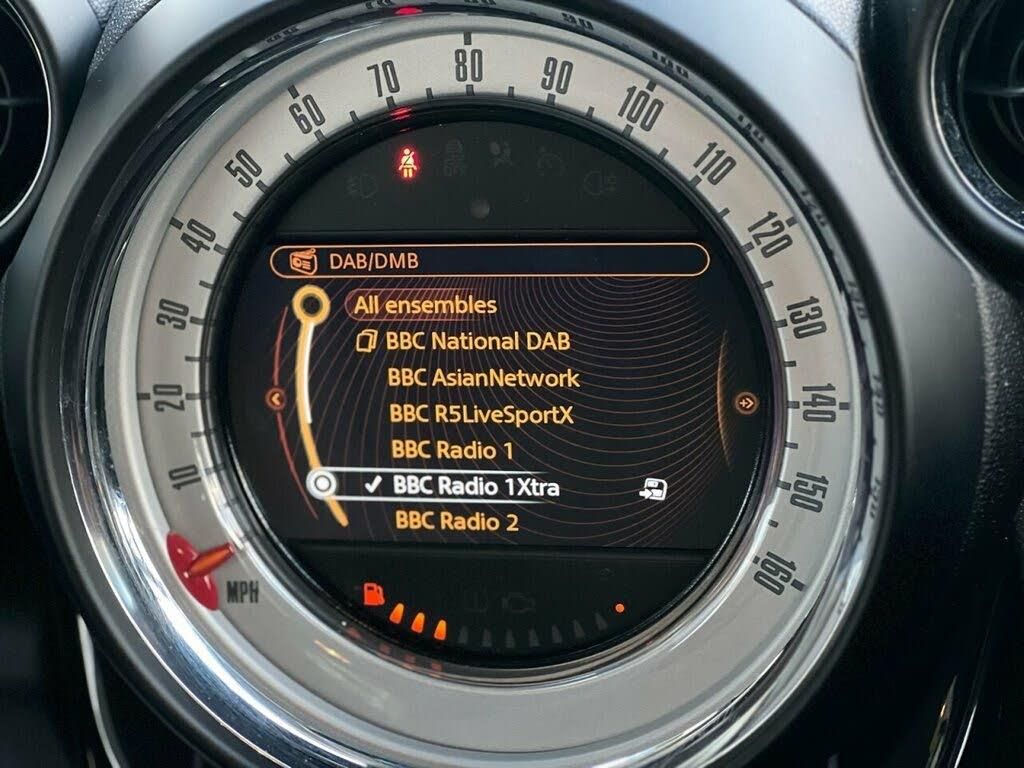 10
20
30
40
50
60
70
80
90
100
110
120
130
140
150
160
MPH
DAB/DMB
All ensembles
BBC National DAB
BBC AsianNetwork
BBC R5LiveSportX
BBC Radio 1
BBC Radio 1Xtra
BBC Radio 2